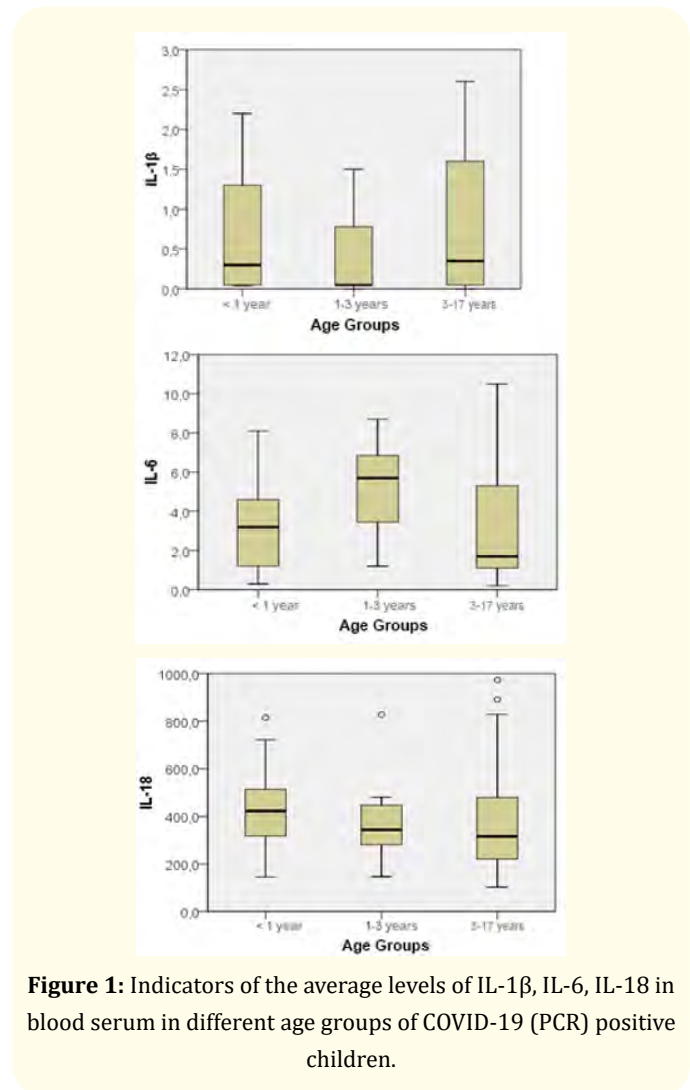 3,0
2,5
2,0
1,5
1,0
0,5
0,0
IL-1β
< 1 year 1-3 years 3-17 years
Age Groups
12,0
10,0
8,0
6,0
4,0
2,0
0,0
IL-6
< 1 year 1-3 years 3-17 years
Age Groups
1000,0
800,0
600,0
400,0
200,0
0,0
IL-18
< 1 year 1-3 years 3-17 years
Age Groups
Figure 1: Indicators of the average levels of IL-1β, IL-6, IL-18 in
blood serum in different age groups of COVID-19 (PCR) positive
children.